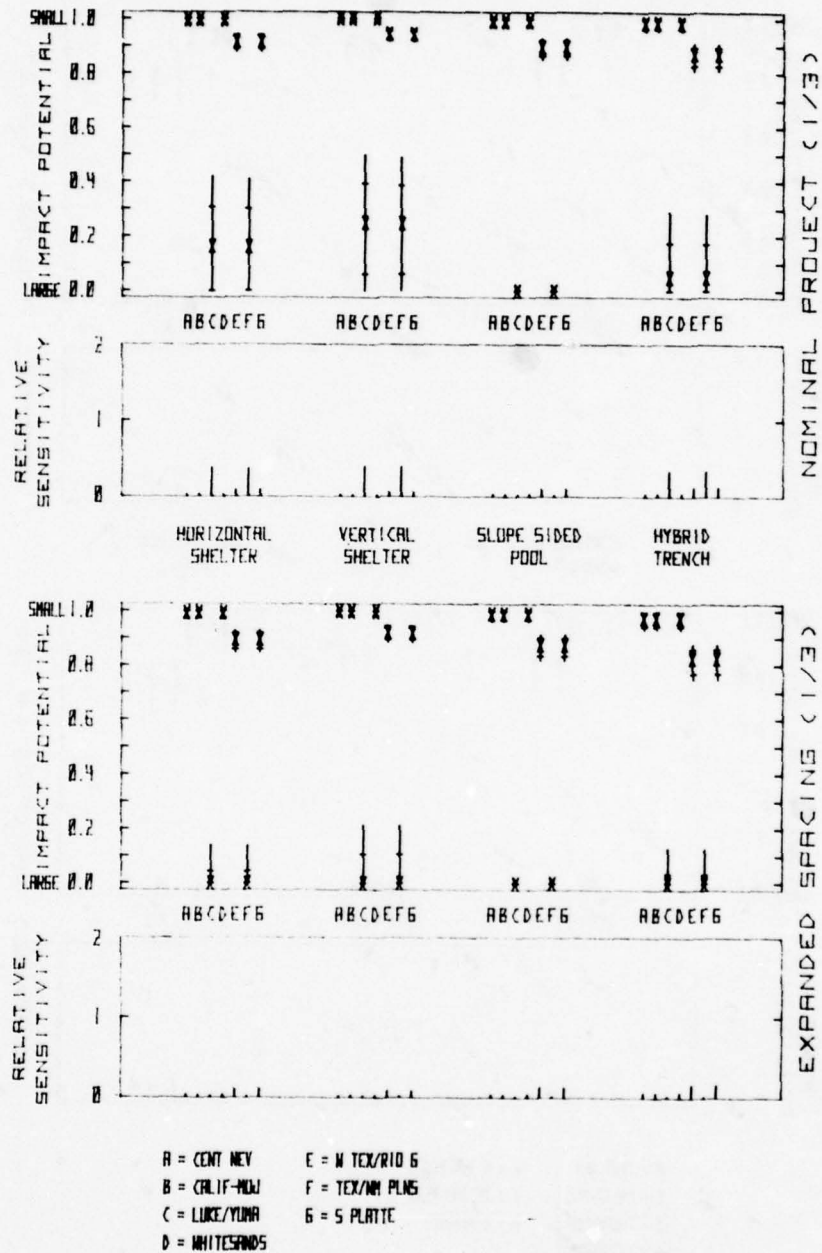 SMALL 1.0
0.8
0.4
0.2
LARGE 0.0
IMPACT POTENTIAL
NOMINAL PROJECT (1/3)
ABCDEFG ABCDEFG ABCDEFG ABCDEFG
2
1
0
RELATIVE
SENSITIVITY
HORIZONTAL
SHELTER
VERTICAL
SHELTER
SLOPE SIDED
POOL
HYBRID
TRENCH
SMALL 1.0
0.8
0.6
0.4
0.2
LARGE 0.0
IMPACT POTENTIAL
EXPANDED SPACING (1/3)
ABCDEFG ABCDEFG ABCDEFG ABCDEFG
2
1
0
RELATIVE
SENSITIVITY
A = CENT NEV
B = CALIF-MOJ
C = LUKE/YUMA
D = WHITESANDS
E = W TEX/RIO G
F = TEX/NM PLNS
G = S PLATTE